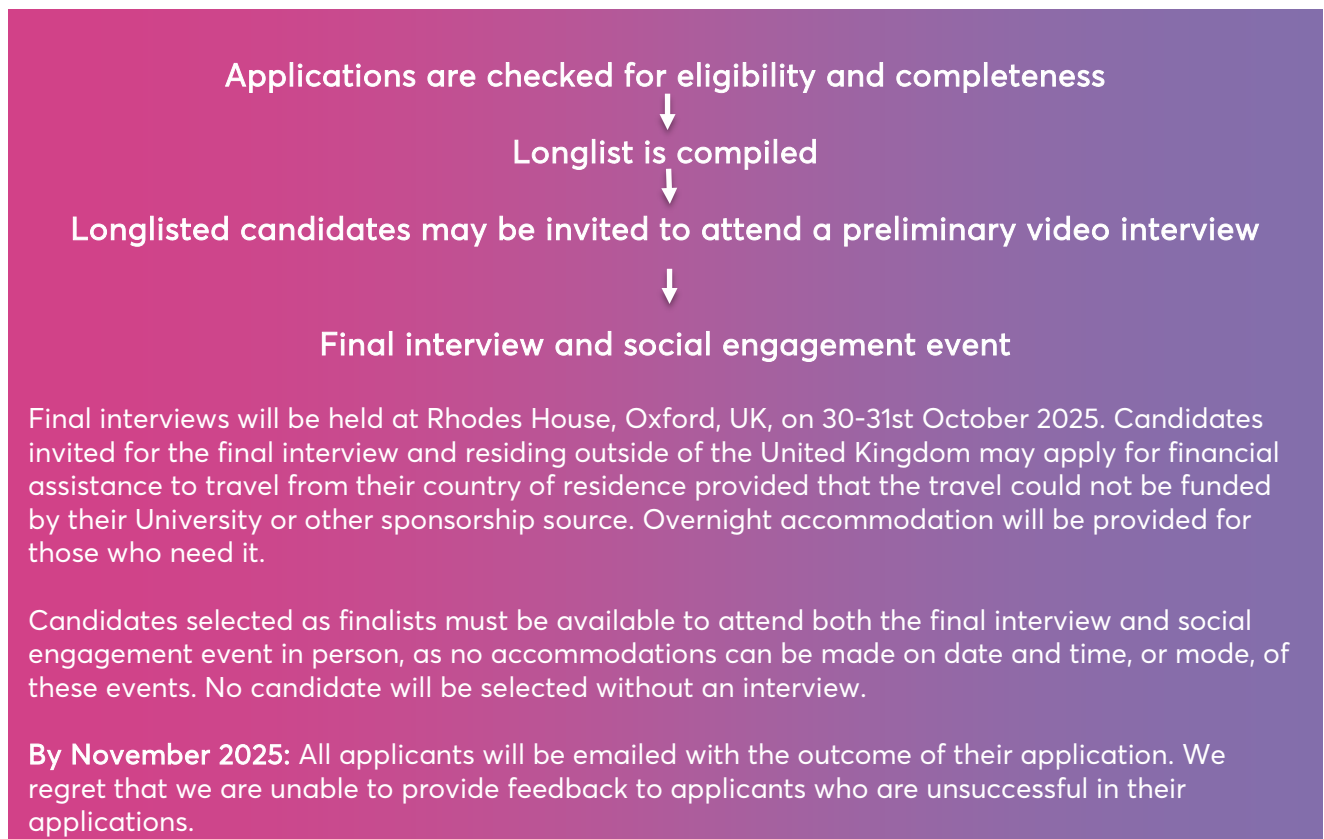 Applications are checked for eligibility and completeness
Longlist is compiled
Longlisted candidates may be invited to attend a preliminary video interview
Final interview and social engagement event
Final interviews will be held at Rhodes House, Oxford, UK, on 30-31st October 2025. Candidates
invited for the final interview and residing outside of the United Kingdom may apply for financial
assistance to travel from their country of residence provided that the travel could not be funded
by their University or other sponsorship source. Overnight accommodation will be provided for
those who need it.
Candidates selected as finalists must be available to attend both the final interview and social
engagement event in person, as no accommodations can be made on date and time, or mode, of
these events. No candidate will be selected without an interview.
By November 2025: All applicants will be emailed with the outcome of their application. We
regret that we are unable to provide feedback to applicants who are unsuccessful in their
applications.